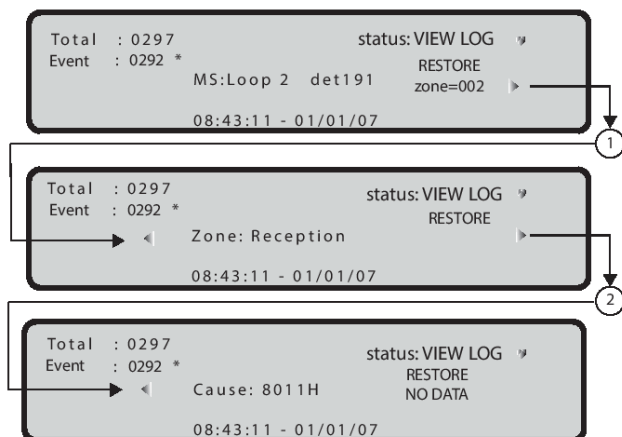 Total : 0297 status: VIEW LOG
Event : 0292 * RESTORE
MS:Loop 2 det191 zone=002
08:43:11 - 01/01/07
1
Total : 0297 status: VIEW LOG
Event : 0292 * RESTORE
Zone: Reception
08:43:11 - 01/01/07
2
Total : 0297 status: VIEW LOG
Event : 0292 * RESTORE
Cause: 8011H NO DATA
08:43:11 - 01/01/07